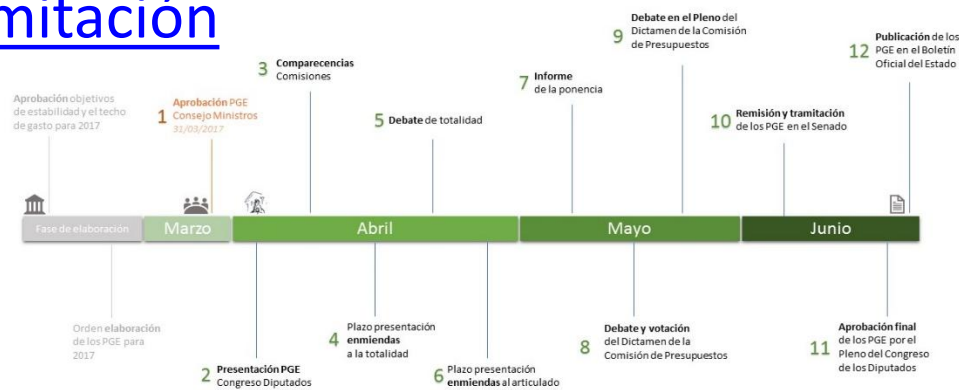 mitación
Aprobación objetivos
de estabilidad y el techo
de gasto para 2017
1 Aprobación PGE
Consejo Ministros
31/03/2017
3 Comparecencias
Comisiones
5 Debate de totalidad
7 Informe
de la ponencia
9 Debate en el Pleno del
Dictamen de la Comisión
de Presupuestos
10 Remisión y tramitación
de los PGE en el Senado
12 Publicación de los
PGE en el Boletín
Oficial del Estado
Fase de elaboración
Marzo
Abril
Mayo
Junio
Orden elaboración
de los PGE para
2017
2 Presentación PGE
Congreso Diputados
4 Plazo presentación
enmiendas
a la totalidad
6 Plazo presentación
enmiendas al articulado
8 Debate y votación
del Dictamen de la
Comisión de Presupuestos
11 Aprobación final
de los PGE por el
Pleno del Congreso
de los Diputados